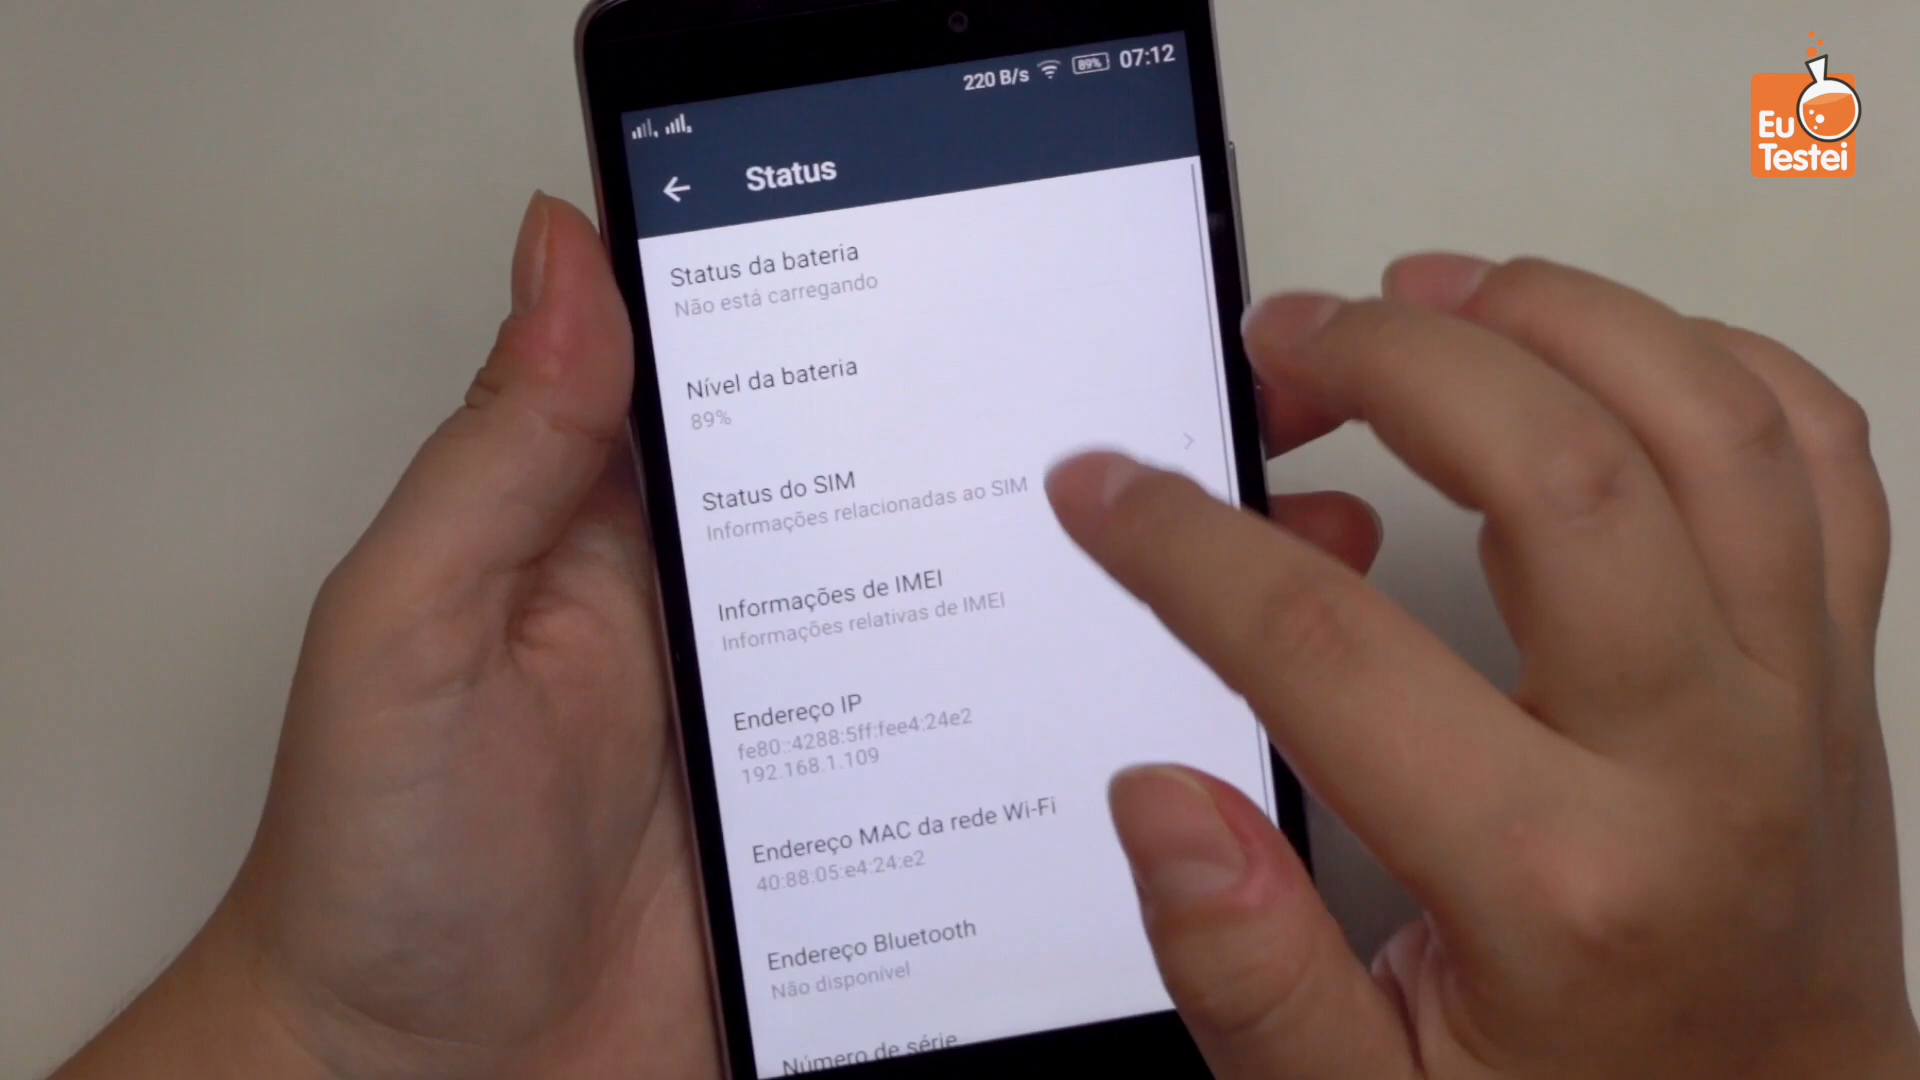 220 B/s 89% 07:12
Eu
Testei
Status
Status da bateria
Não está carregando
Nível da bateria
89%
Status do SIM
Informações relacionadas ao SIM
Informações de IMEI
Informações relativas de IMEI
Endereço IP
fe80::4288:5ff:fee4:24e2
192.168.1.109
Endereço MAC da rede Wi-Fi
40:88:05:e4:24:e2
Endereço Bluetooth
Não disponível
Número de série